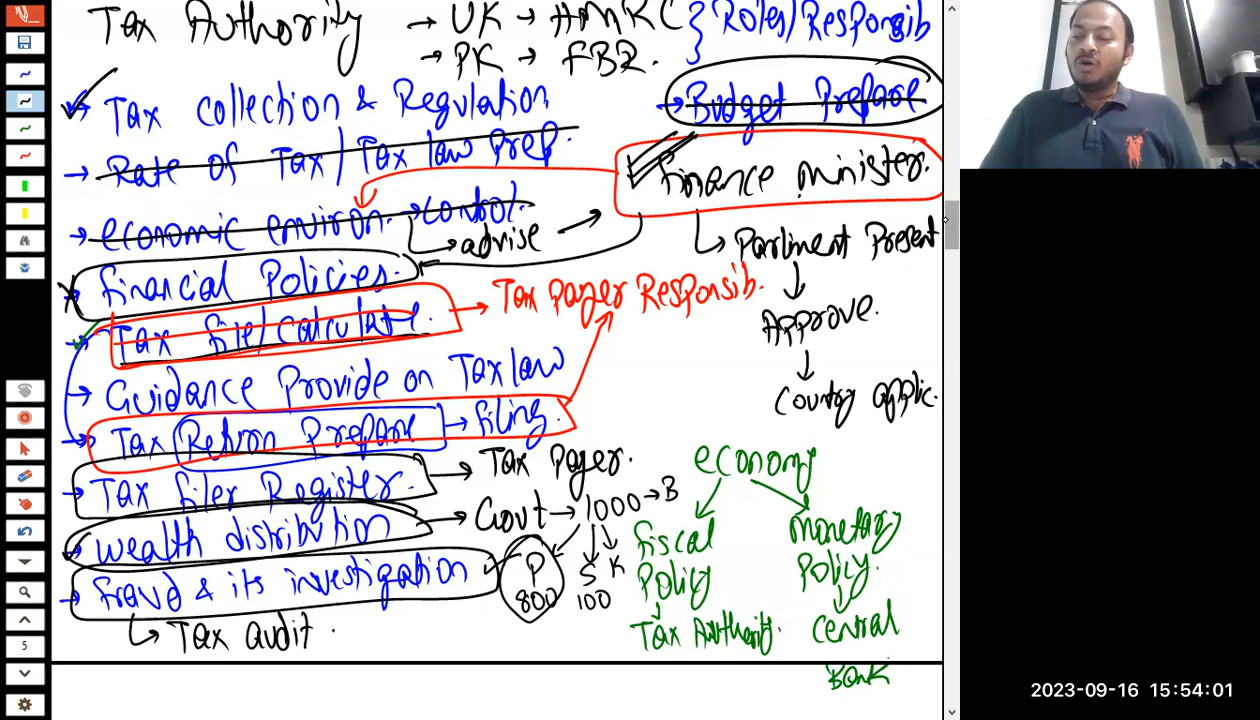 Tax Authority → UK → HMRC } Roles/Responsib
→ PK → FBR.
→ Tax collection & Regulation
→ Budget Prepare
→ Rate of Tax / Tax law Prep.
Finance minister.
→ economic environ. → control.
→ advise
→ Parliment Present
→ financial Policies.
→ Tax file/calculate. → Tax Payer Responsib.
Approve.
→ Guidance Provide on Tax law
Country applic.
→ Tax Return Prepare → filing.
→ Tax filer Register. → Tax Payer.
economy
→ wealth distribution → Govt → 1000 → B
P S K
800 100
fiscal Policy
Monetary Policy.
→ fraud & its investigation
Tax Authority.
Central Bank
→ Tax audit.
5
2023-09-16 15:54:01